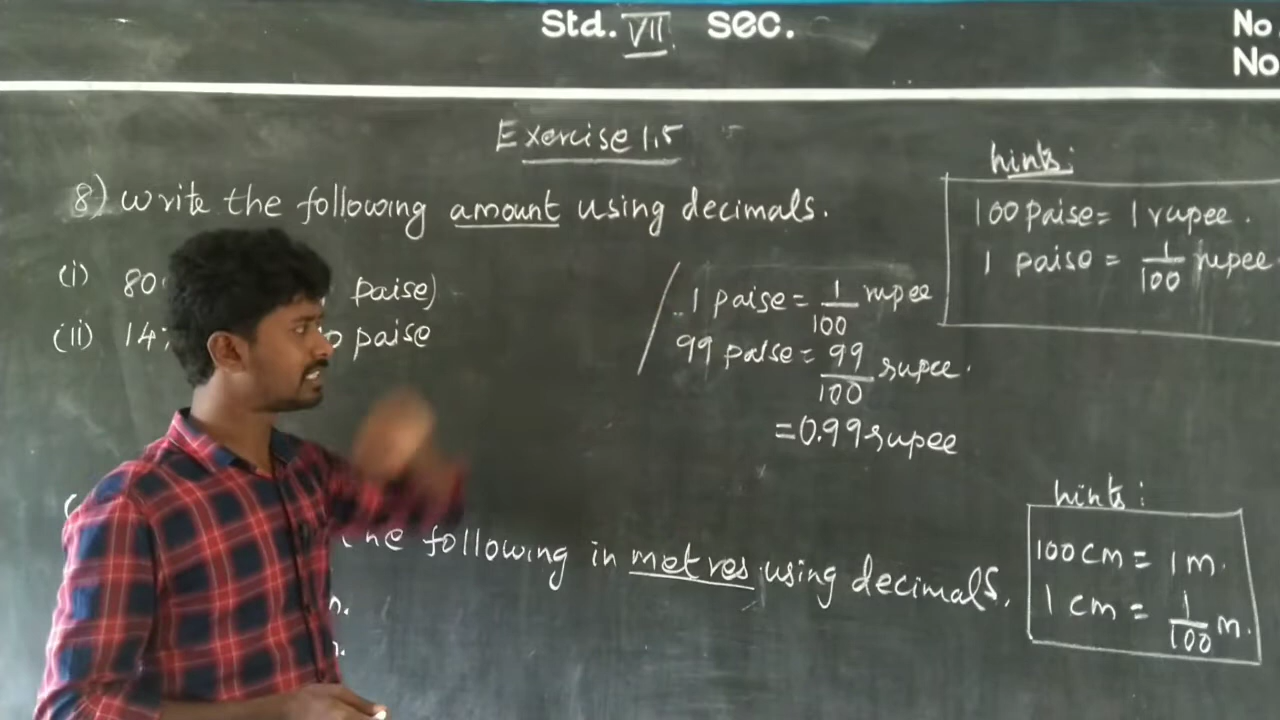 Std. VII sec.
No.
No
Exercise 1.5
hints:
100 paise = 1 rupee.
1 paise = 1/100 rupee
8) Write the following amount using decimals.
(i) 80 paise)
(ii) 14 paise
1 paise = 1/100 rupee
99 paise = 99/100 rupee.
= 0.99 rupee
hints:
100 cm = 1 m.
1 cm = 1/100 m.
the following in metres using decimals.
m.
m.